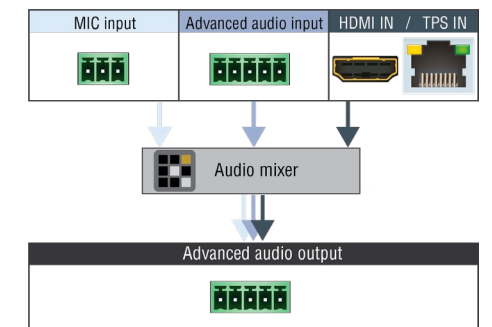 MIC input
Advanced audio input
HDMI IN / TPS IN
Audio mixer
Advanced audio output